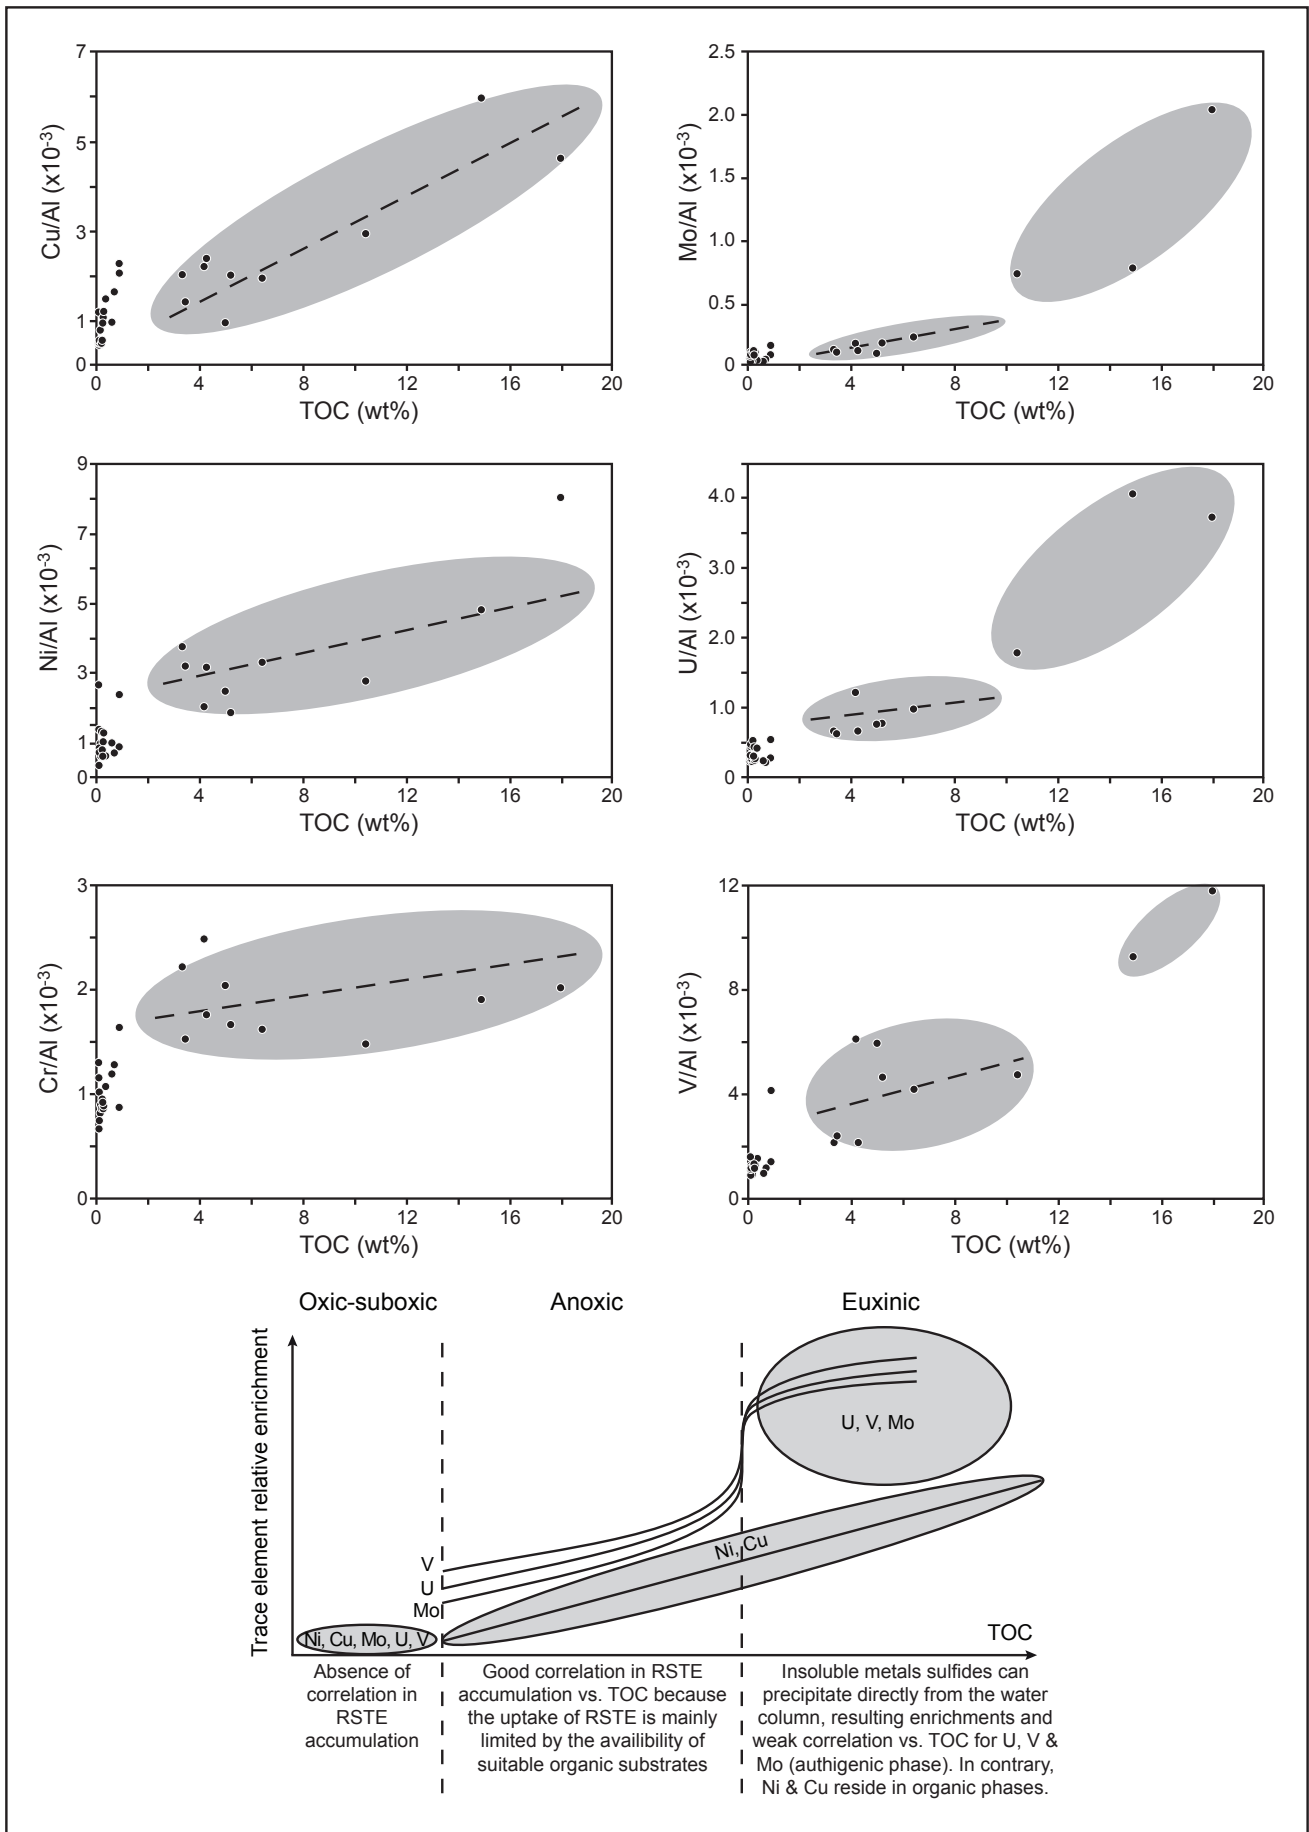 7
5
3
1
0
Cu/Al (x10-3)
0 4 8 12 16 20
TOC (wt%)
2.5
2.0
1.5
1.0
0.5
0
Mo/Al (x10-3)
0 4 8 12 16 20
TOC (wt%)
9
7
5
3
1
0
Ni/Al (x10-3)
0 4 8 12 16 20
TOC (wt%)
4.0
3.0
2.0
1.0
0
U/Al (x10-3)
0 4 8 12 16 20
TOC (wt%)
3
2
1
0
Cr/Al (x10-3)
0 4 8 12 16 20
TOC (wt%)
12
8
4
0
V/Al (x10-3)
0 4 8 12 16 20
TOC (wt%)
Oxic-suboxic Anoxic Euxinic
Trace element relative enrichment
U, V, Mo
Ni, Cu
V
U
Mo
Ni, Cu, Mo, U, V
TOC
Absence of
correlation in
RSTE
accumulation
Good correlation in RSTE
accumulation vs. TOC because
the uptake of RSTE is mainly
limited by the availibility of
suitable organic substrates
Insoluble metals sulfides can
precipitate directly from the water
column, resulting enrichments and
weak correlation vs. TOC for U, V &
Mo (authigenic phase). In contrary,
Ni & Cu reside in organic phases.